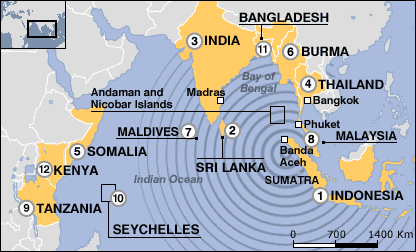 BANGLADESH
3 INDIA
11
6 BURMA
Bay of
Bengal
4 THAILAND
Andaman and
Nicobar Islands
Madras
Bangkok
Phuket
MALDIVES 7
2
8 MALAYSIA
5 SOMALIA
Banda
Aceh
SRI LANKA
12
KENYA
Indian Ocean
SUMATRA
1 INDONESIA
9 TANZANIA
10
SEYCHELLES
0 700 1400 Km